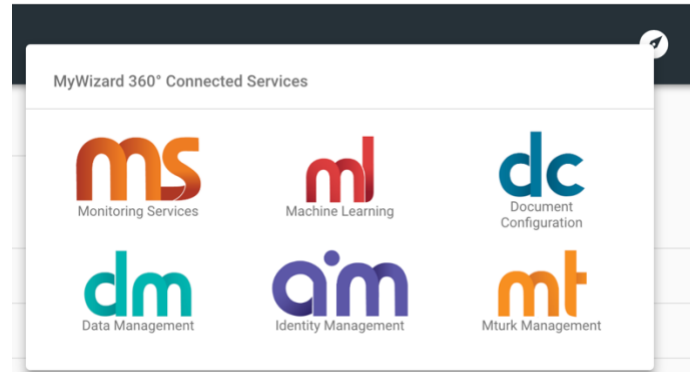 MyWizard 360° Connected Services
ms
ml
dc
Monitoring Services
Machine Learning
Document
Configuration
dm
aim
mt
Data Management
Identity Management
Mturk Management